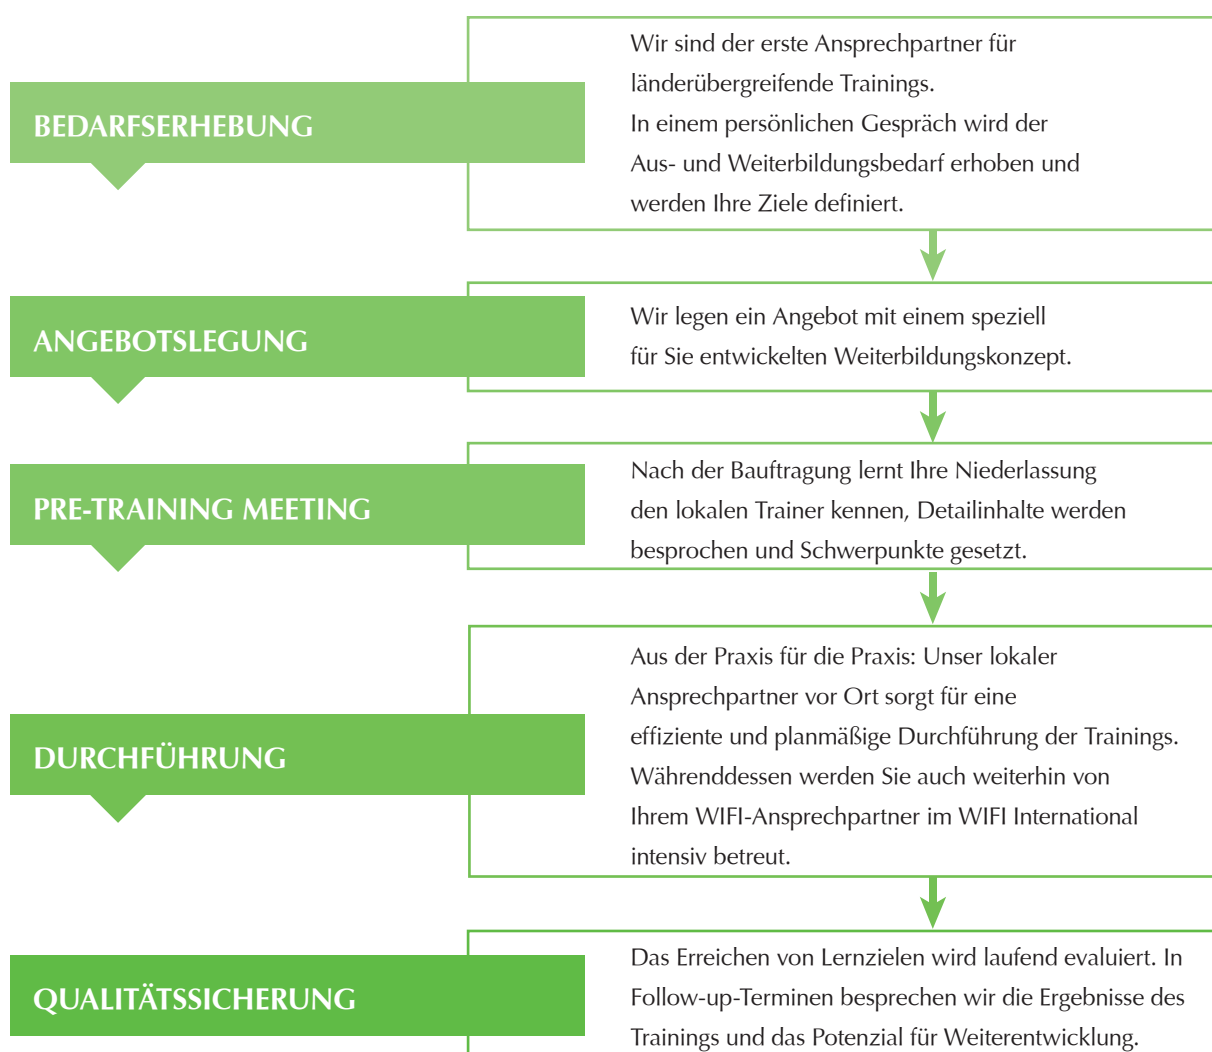 BEDARFSERHEBUNG
Wir sind der erste Ansprechpartner für
länderübergreifende Trainings.
In einem persönlichen Gespräch wird der
Aus- und Weiterbildungsbedarf erhoben und
werden Ihre Ziele definiert.
ANGEBOTSLEGUNG
Wir legen ein Angebot mit einem speziell
für Sie entwickelten Weiterbildungskonzept.
PRE-TRAINING MEETING
Nach der Bauftragung lernt Ihre Niederlassung
den lokalen Trainer kennen, Detailinhalte werden
besprochen und Schwerpunkte gesetzt.
DURCHFÜHRUNG
Aus der Praxis für die Praxis: Unser lokaler
Ansprechpartner vor Ort sorgt für eine
effiziente und planmäßige Durchführung der Trainings.
Währenddessen werden Sie auch weiterhin von
Ihrem WIFI-Ansprechpartner im WIFI International
intensiv betreut.
QUALITÄTSSICHERUNG
Das Erreichen von Lernzielen wird laufend evaluiert. In
Follow-up-Terminen besprechen wir die Ergebnisse des
Trainings und das Potenzial für Weiterentwicklung.